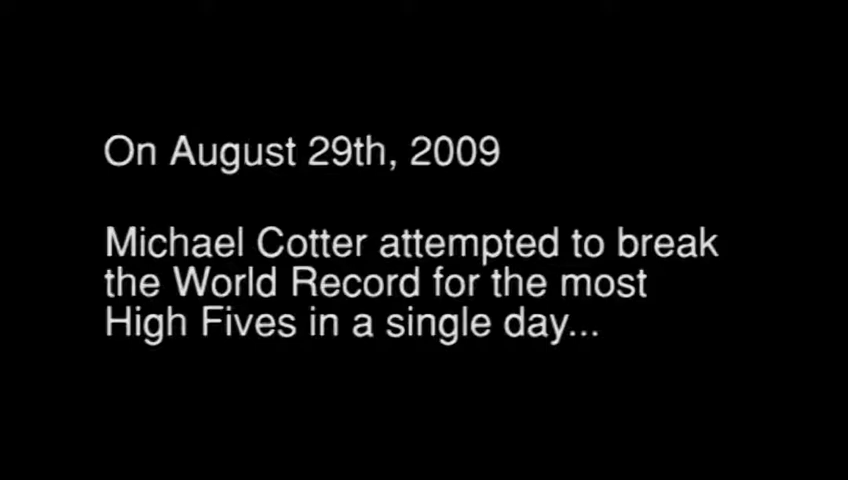 On August 29th, 2009
Michael Cotter attempted to break
the World Record for the most
High Fives in a single day...